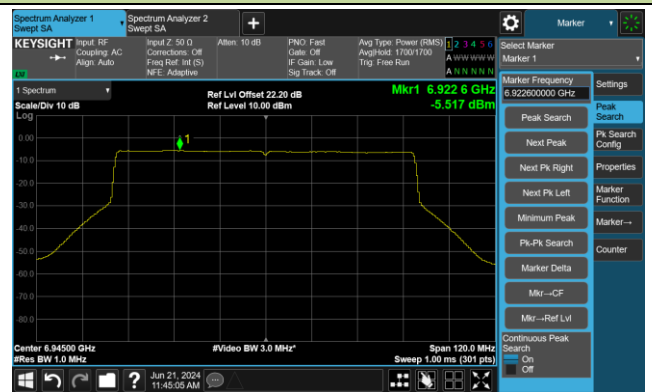 Spectrum Analyzer 1
Swept SA
Spectrum Analyzer 2
Swept SA
+
Marker
KEYSIGHT
Input: RF
Coupling: AC
Align: Auto
Input Z: 50 Ω
Corrections: Off
Freq Ref: Int (S)
NFE: Adaptive
Atten: 10 dB
PNO: Fast
Gate: Off
IF Gain: Low
Sig Track: Off
Avg Type: Power (RMS)
Avg|Hold: 1700/1700
Trig: Free Run
1 2 3 4 5 6
A W W W W W
A N N N N N
Select Marker
Marker 1
1 Spectrum
Scale/Div 10 dB
Log
Ref Lvl Offset 22.20 dB
Ref Level 10.00 dBm
Mkr1 6.922 6 GHz
-5.517 dBm
1
0.00
-10.0
-20.0
-30.0
-40.0
-50.0
-60.0
-70.0
-80.0
Center 6.94500 GHz
#Res BW 1.0 MHz
#Video BW 3.0 MHz*
Span 120.0 MHz
Sweep 1.00 ms (301 pts)
Marker Frequency
6.922600000 GHz
Peak Search
Next Peak
Next Pk Right
Next Pk Left
Minimum Peak
Pk-Pk Search
Marker Delta
Mkr→CF
Mkr→Ref Lvl
Continuous Peak
Search
On
Off
Settings
Peak
Search
Pk Search
Config
Properties
Marker
Function
Marker→
Counter
?
Jun 21, 2024
11:45:05 AM